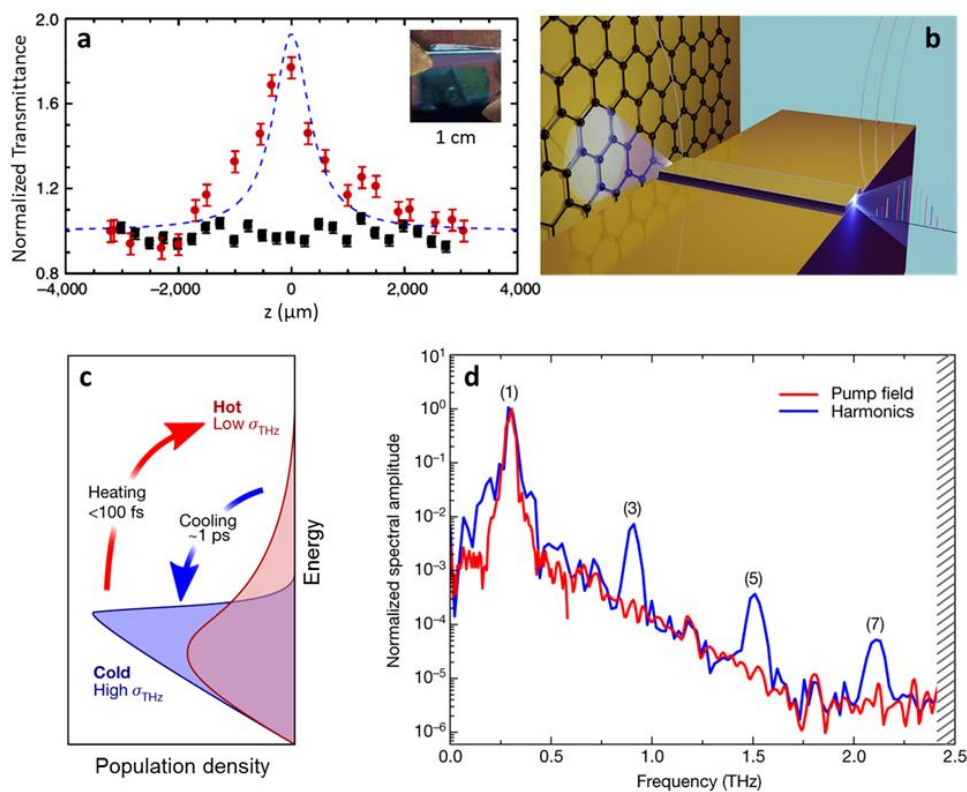 a
2.0
1.6
1.2
0.8
Normalized Transmittance
−4,000
−2,000
0
2,000
4,000
z (μm)
1 cm
b
c
Hot
Low σTHz
Heating
<100 fs
Cooling
~1 ps
Cold
High σTHz
Energy
Population density
d
10¹
10⁰
10⁻¹
10⁻²
10⁻³
10⁻⁴
10⁻⁵
10⁻⁶
Normalized spectral amplitude
(1)
(3)
(5)
(7)
Pump field
Harmonics
0.0
0.5
1.0
1.5
2.0
2.5
Frequency (THz)